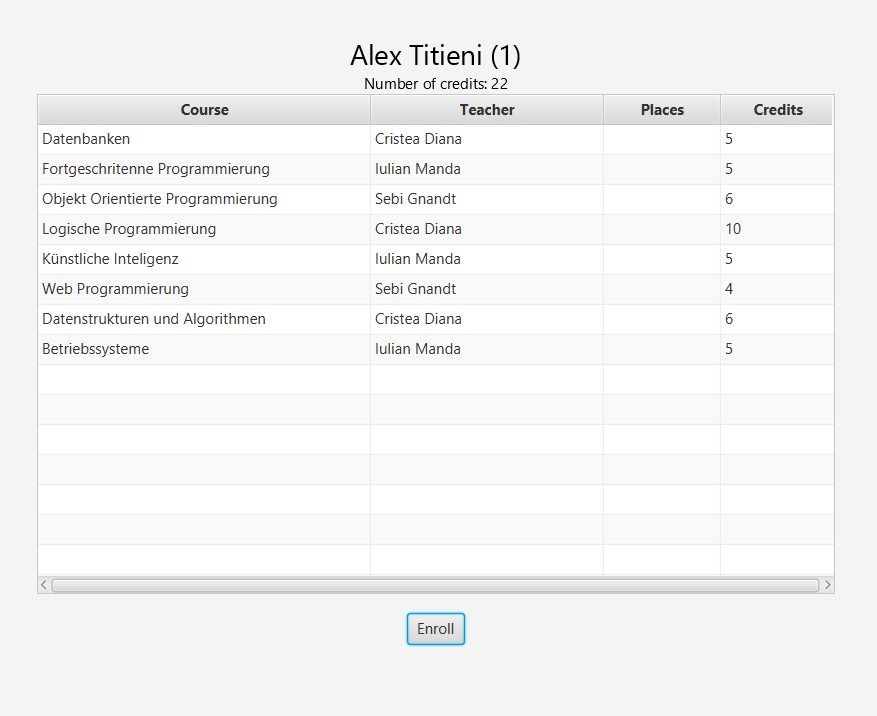 Alex Titieni (1)
Number of credits: 22
Course Teacher Places Credits
Datenbanken Cristea Diana 5
Fortgeschritenne Programmierung Iulian Manda 5
Objekt Orientierte Programmierung Sebi Gnandt 6
Logische Programmierung Cristea Diana 10
Künstliche Inteligenz Iulian Manda 5
Web Programmierung Sebi Gnandt 4
Datenstrukturen und Algorithmen Cristea Diana 6
Betriebssysteme Iulian Manda 5
Enroll